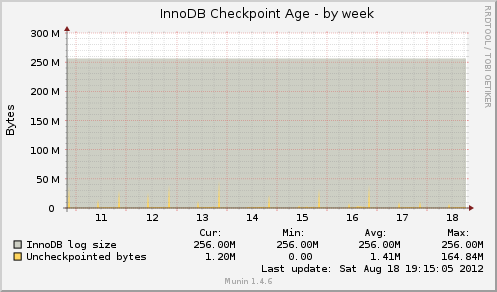 InnoDB Checkpoint Age - by week
RRDTOOL / TOBI OETIKER
Bytes
300 M
250 M
200 M
150 M
100 M
50 M
0
11 12 13 14 15 16 17 18
Cur: Min: Avg: Max:
InnoDB log size 256.00M 256.00M 256.00M 256.00M
Uncheckpointed bytes 1.20M 0.00 1.41M 164.84M
Last update: Sat Aug 18 19:15:05 2012
Munin 1.4.6